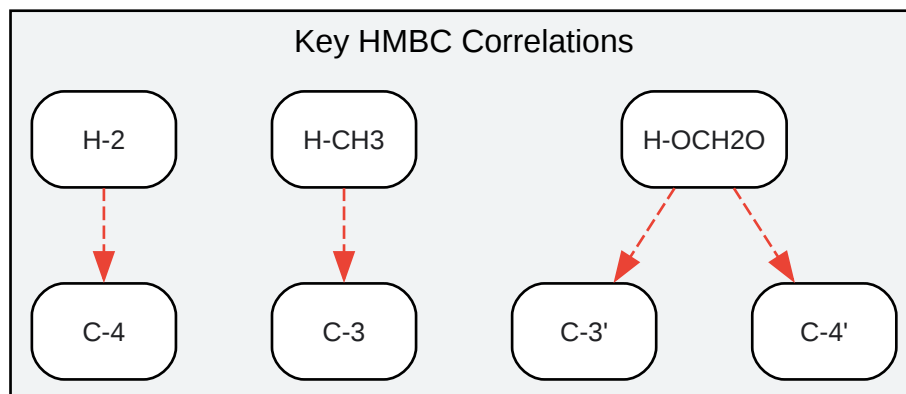 Key HMBC Correlations
H-2
H-CH3
H-OCH2O
C-4
C-3
C-3'
C-4'